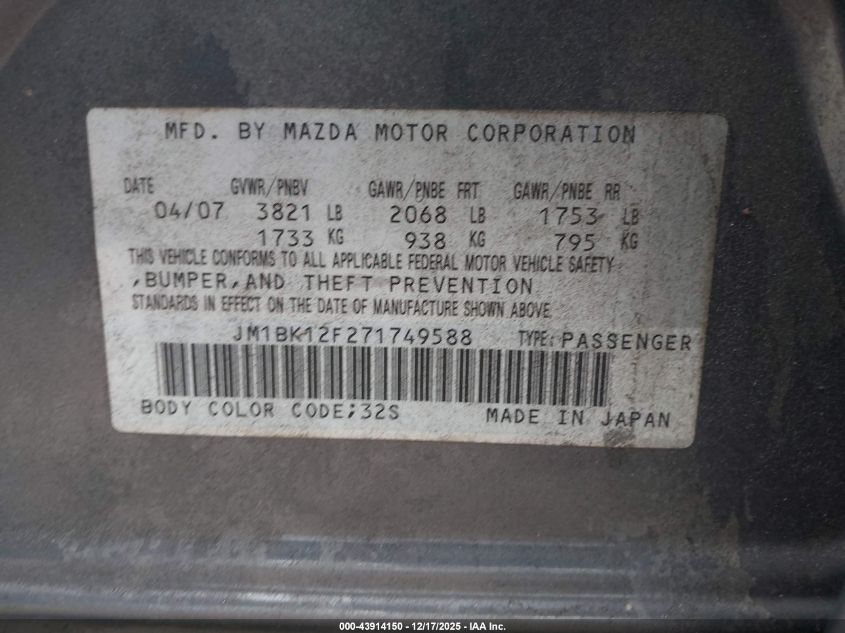 MFD. BY MAZDA MOTOR CORPORATION
DATE GVWR/PNBV GAWR/PNBE FRT GAWR/PNBE RR
04/07 3821 LB 2068 LB 1753 LB
1733 KG 938 KG 795 KG
THIS VEHICLE CONFORMS TO ALL APPLICABLE FEDERAL MOTOR VEHICLE SAFETY
,BUMPER,AND THEFT PREVENTION
STANDARDS IN EFFECT ON THE DATE OF MANUFACTURE SHOWN ABOVE.
JM1BK12F271749588 TYPE: PASSENGER
BODY COLOR CODE;32S MADE IN JAPAN
000-43914150 — 12/17/2025 — IAA Inc.